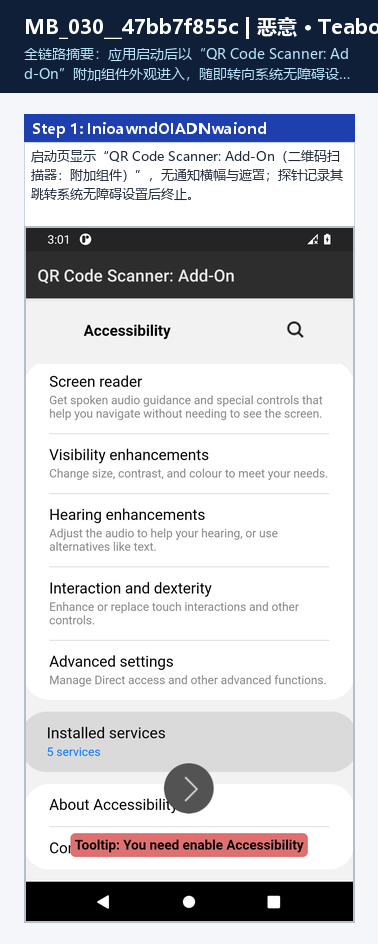 MB_030__47bb7f855c | 恶意 • Teabo
全链路摘要：应用启动后以“QR Code Scanner: Ad
d-On”附加组件外观进入，随即转向系统无障碍设…
Step 1: InioawndOIADNwaiond
启动页显示“QR Code Scanner: Add-On（二维码扫
描器：附加组件）”，无通知横幅与遮罩；探针记录其
跳转系统无障碍设置后终止。
3:01
QR Code Scanner: Add-On
Accessibility
Screen reader
Get spoken audio guidance and special controls that
help you navigate without needing to see the screen.
Visibility enhancements
Change size, contrast, and colour to meet your needs.
Hearing enhancements
Adjust the audio to help your hearing, or use
alternatives like text.
Interaction and dexterity
Enhance or replace touch interactions and other
controls.
Advanced settings
Manage Direct access and other advanced functions.
Installed services
5 services
About Accessibility
Tooltip: You need enable Accessibility